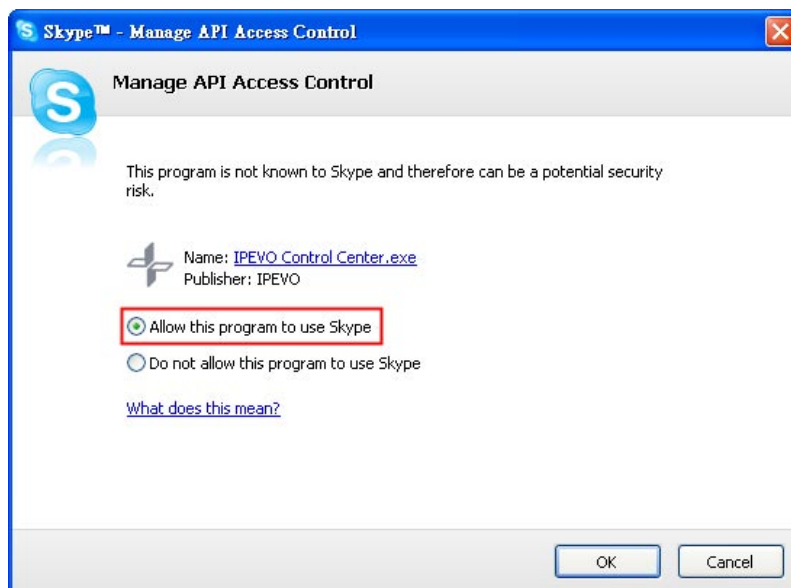 Skype™ - Manage API Access Control
Manage API Access Control
This program is not known to Skype and therefore can be a potential security
risk.
Name: IPEVO Control Center.exe
Publisher: IPEVO
Allow this program to use Skype
Do not allow this program to use Skype
What does this mean?
OK Cancel